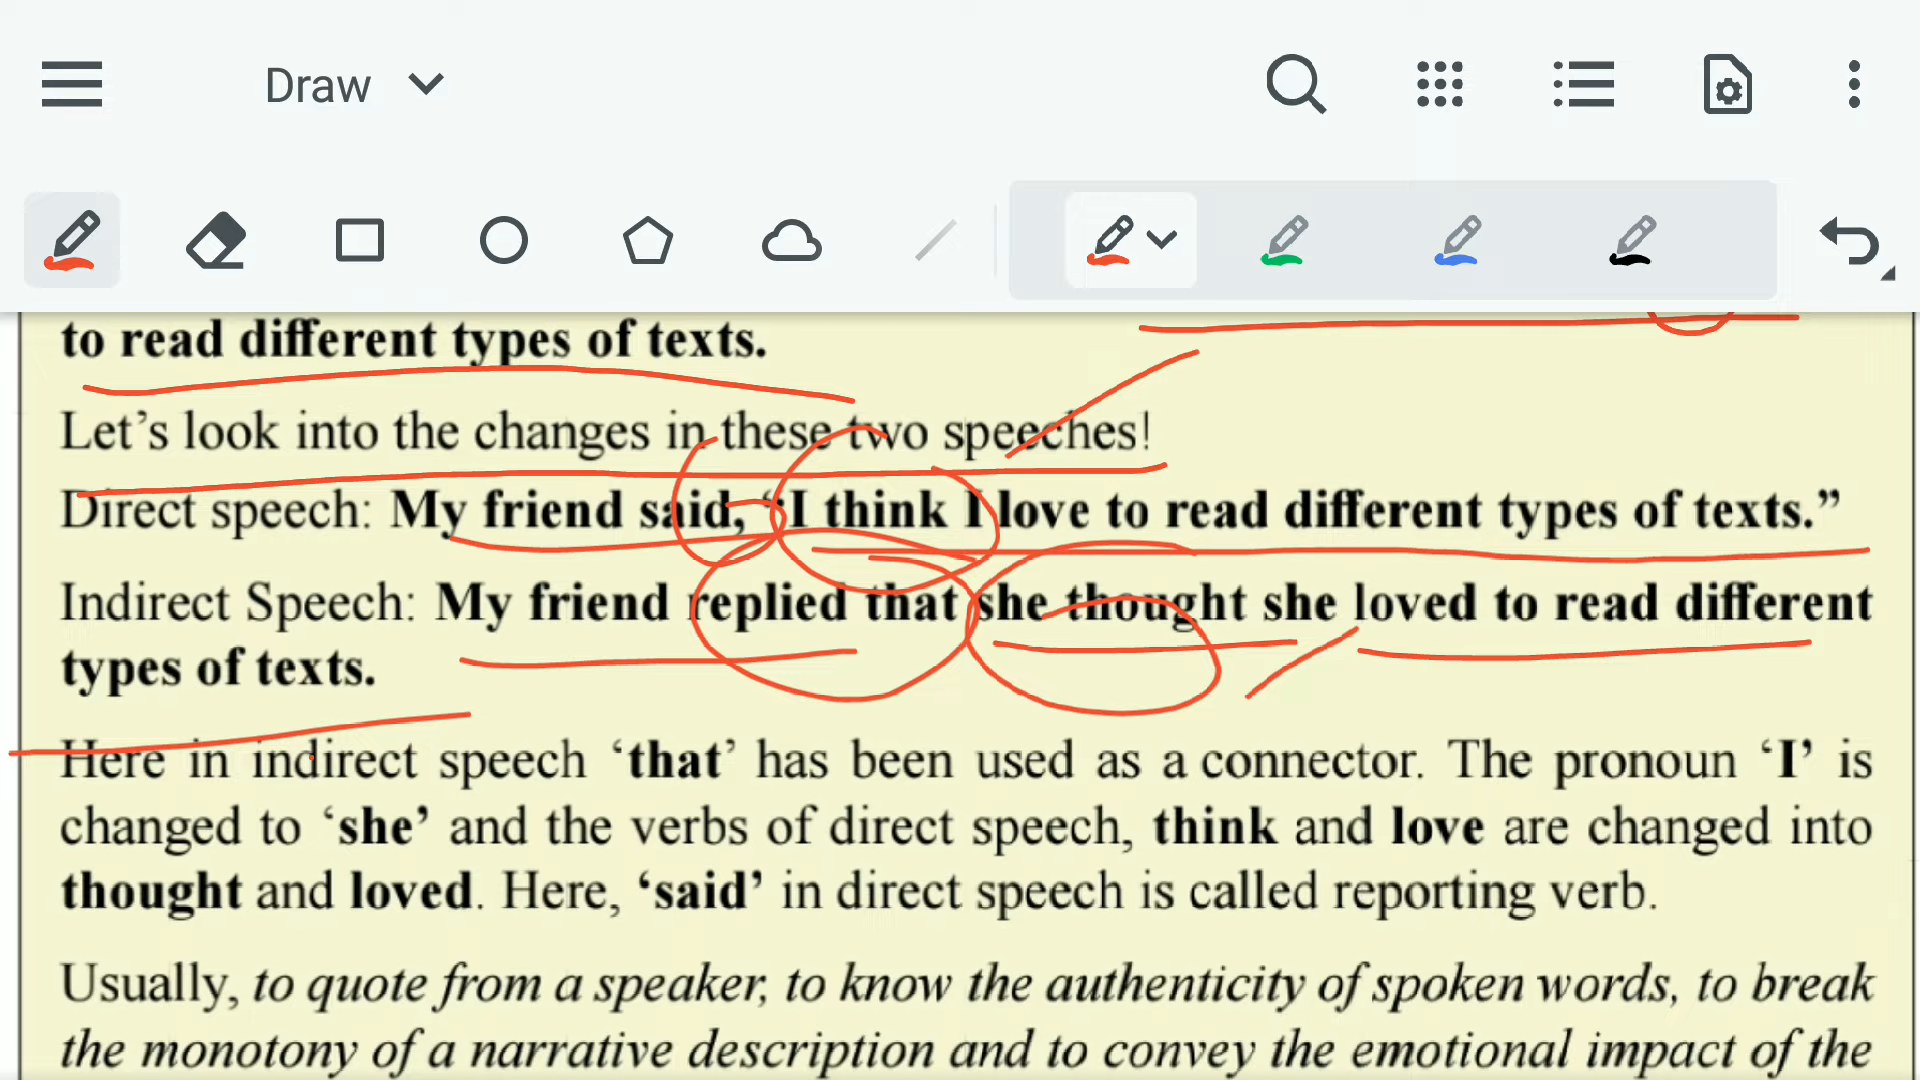 Draw
to read different types of texts.
Let’s look into the changes in these two speeches!
Direct speech: My friend said, “I think I love to read different types of texts.”
Indirect Speech: My friend replied that she thought she loved to read different
types of texts.
Here in indirect speech ‘that’ has been used as a connector. The pronoun ‘I’ is
changed to ‘she’ and the verbs of direct speech, think and love are changed into
thought and loved. Here, ‘said’ in direct speech is called reporting verb.
Usually, to quote from a speaker, to know the authenticity of spoken words, to break
the monotony of a narrative description and to convey the emotional impact of the